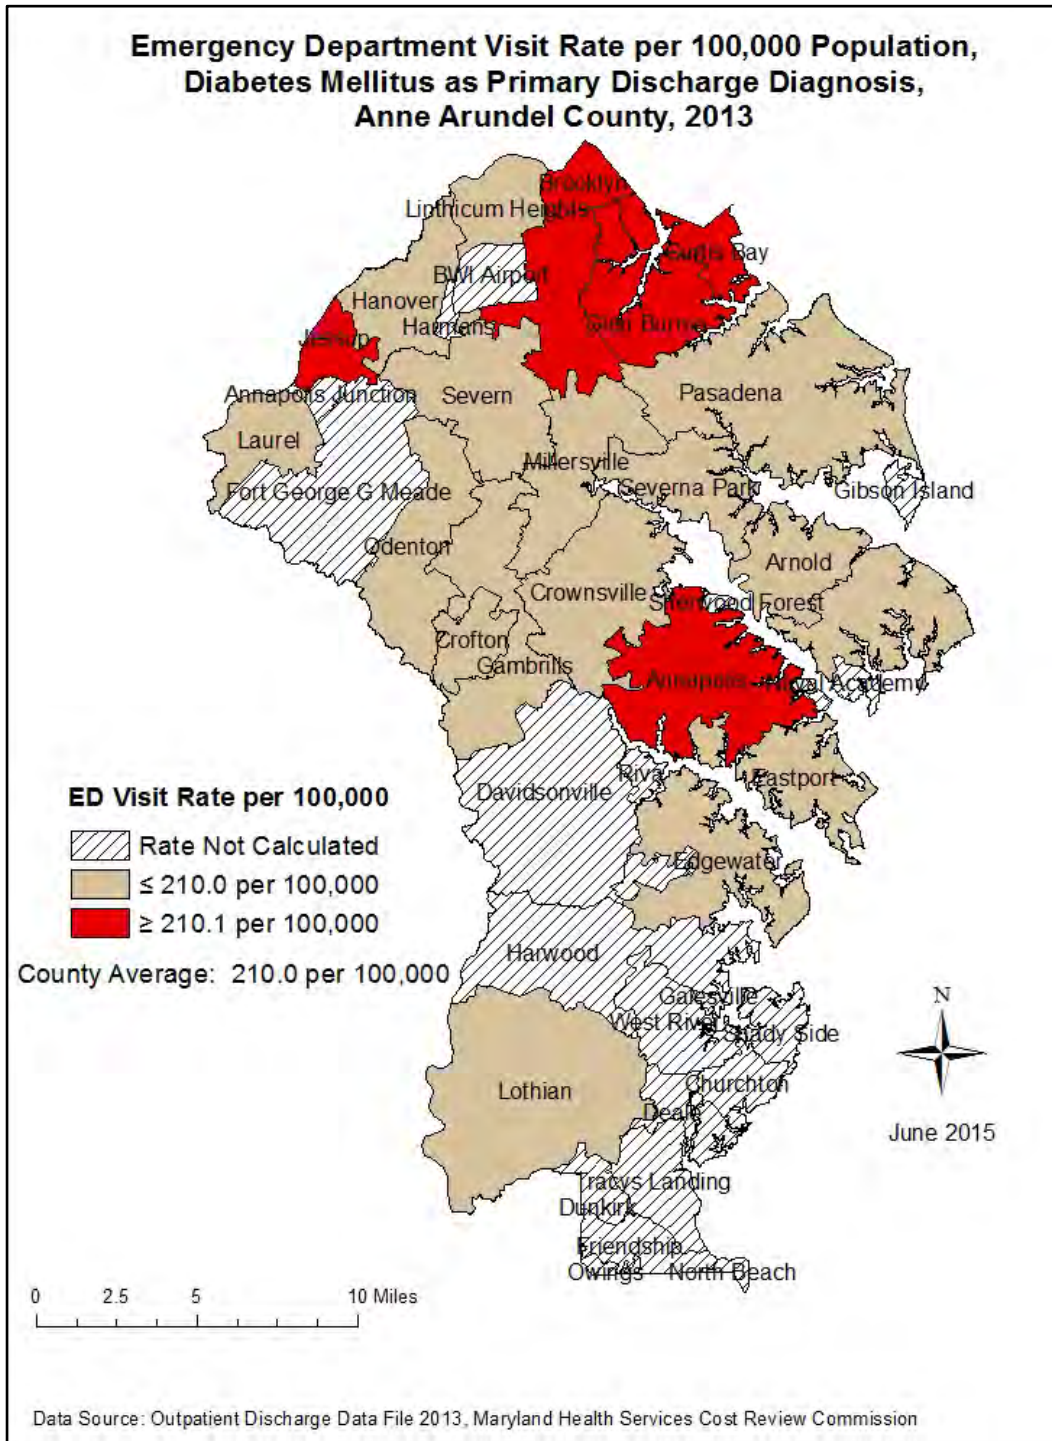 Emergency Department Visit Rate per 100,000 Population,
Diabetes Mellitus as Primary Discharge Diagnosis,
Anne Arundel County, 2013
Brooklyn
Linthicum Heights
Curtis Bay
BWI Airport
Hanover
Harmans
Glen Burnie
Jessup
Annapolis Junction
Severn
Pasadena
Laurel
Millersville
Fort George G Meade
Severna Park
Gibson Island
Odenton
Arnold
Crownsville
Sherwood Forest
Crofton
Gambrills
Annapolis
Naval Academy
Riva
Eastport
Davidsonville
ED Visit Rate per 100,000
Rate Not Calculated
≤ 210.0 per 100,000
≥ 210.1 per 100,000
County Average: 210.0 per 100,000
Edgewater
Harwood
Galesville
West River
Shady Side
Churchton
Lothian
Deale
N
June 2015
Tracys Landing
Dunkirk
Friendship
Owings
North Beach
0 2.5 5 10 Miles
Data Source: Outpatient Discharge Data File 2013, Maryland Health Services Cost Review Commission